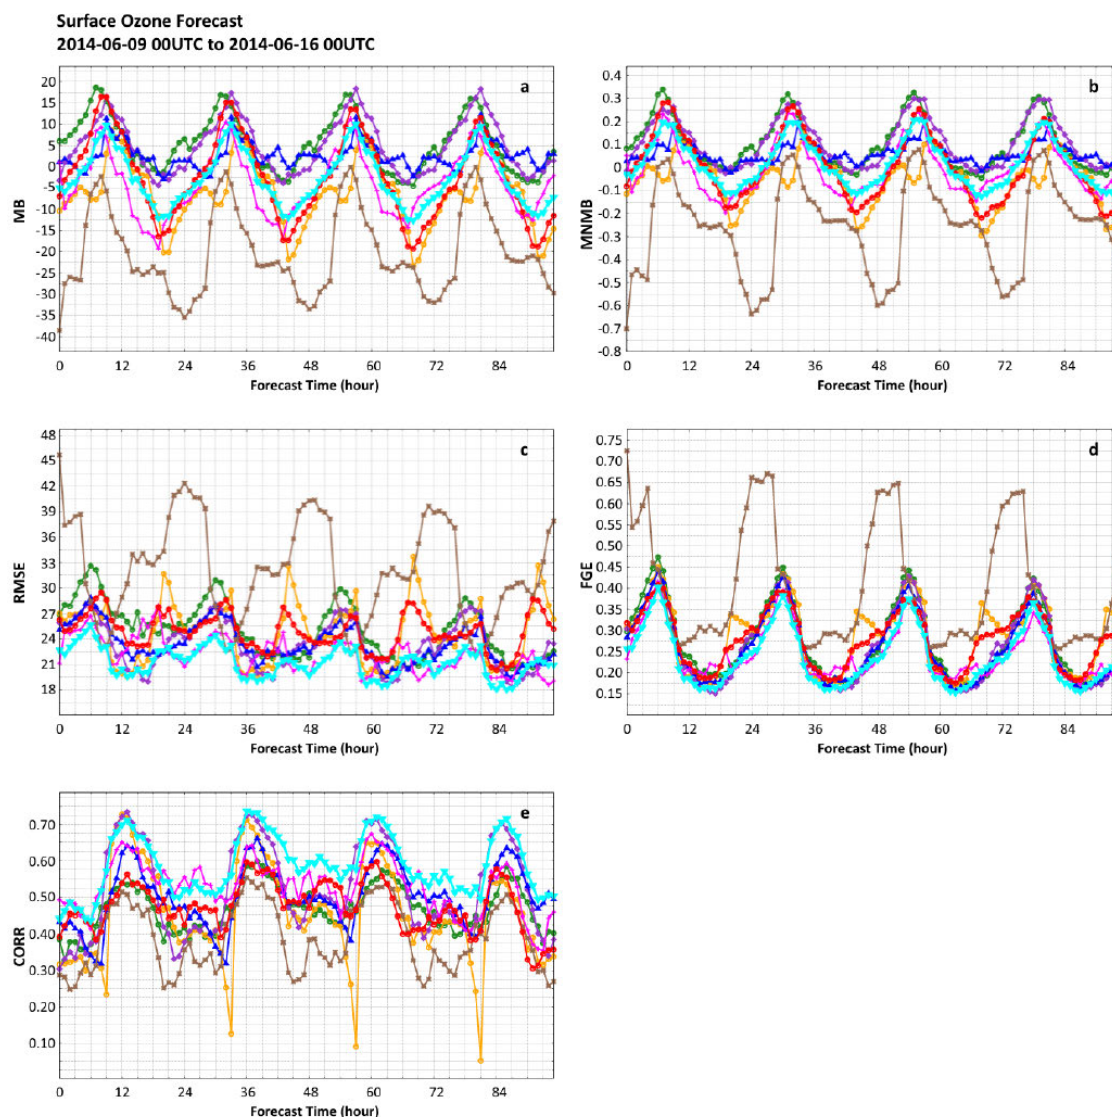 Surface Ozone Forecast
2014-06-09 00UTC to 2014-06-16 00UTC
a
20
15
10
5
0
-5
-10
-15
-20
-25
-30
-35
-40
MB
0 12 24 36 48 60 72 84
Forecast Time (hour)
b
0.4
0.3
0.2
0.1
0
-0.1
-0.2
-0.3
-0.4
-0.5
-0.6
-0.7
-0.8
MNMB
0 12 24 36 48 60 72 84
Forecast Time (hour)
c
48
45
42
39
36
33
30
27
24
21
18
RMSE
0 12 24 36 48 60 72 84
Forecast Time (hour)
d
0.75
0.70
0.65
0.60
0.55
0.50
0.45
0.40
0.35
0.30
0.25
0.20
0.15
FGE
0 12 24 36 48 60 72 84
Forecast Time (hour)
e
0.70
0.60
0.50
0.40
0.30
0.20
0.10
CORR
0 12 24 36 48 60 72 84
Forecast Time (hour)